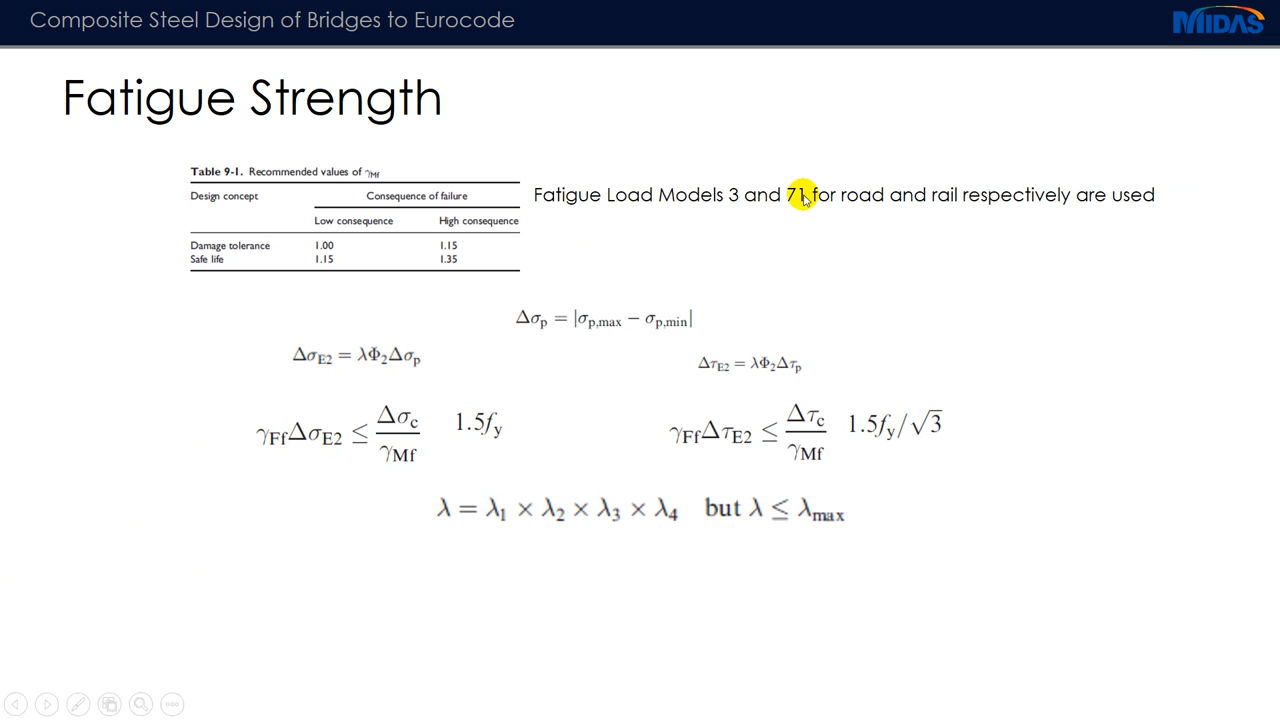 Composite Steel Design of Bridges to Eurocode
MIDAS
Fatigue Strength
Table 9-1. Recommended values of γMf
Design concept Consequence of failure
Low consequence High consequence
Damage tolerance 1.00 1.15
Safe life 1.15 1.35
Fatigue Load Models 3 and 71 for road and rail respectively are used
Δσp = |σp,max − σp,min|
ΔσE2 = λΦ2Δσp
ΔτE2 = λΦ2Δτp
γFfΔσE2 ≤ Δσc/γMf 1.5fy
γFfΔτE2 ≤ Δτc/γMf 1.5fy/√3
λ = λ1 × λ2 × λ3 × λ4 but λ ≤ λmax